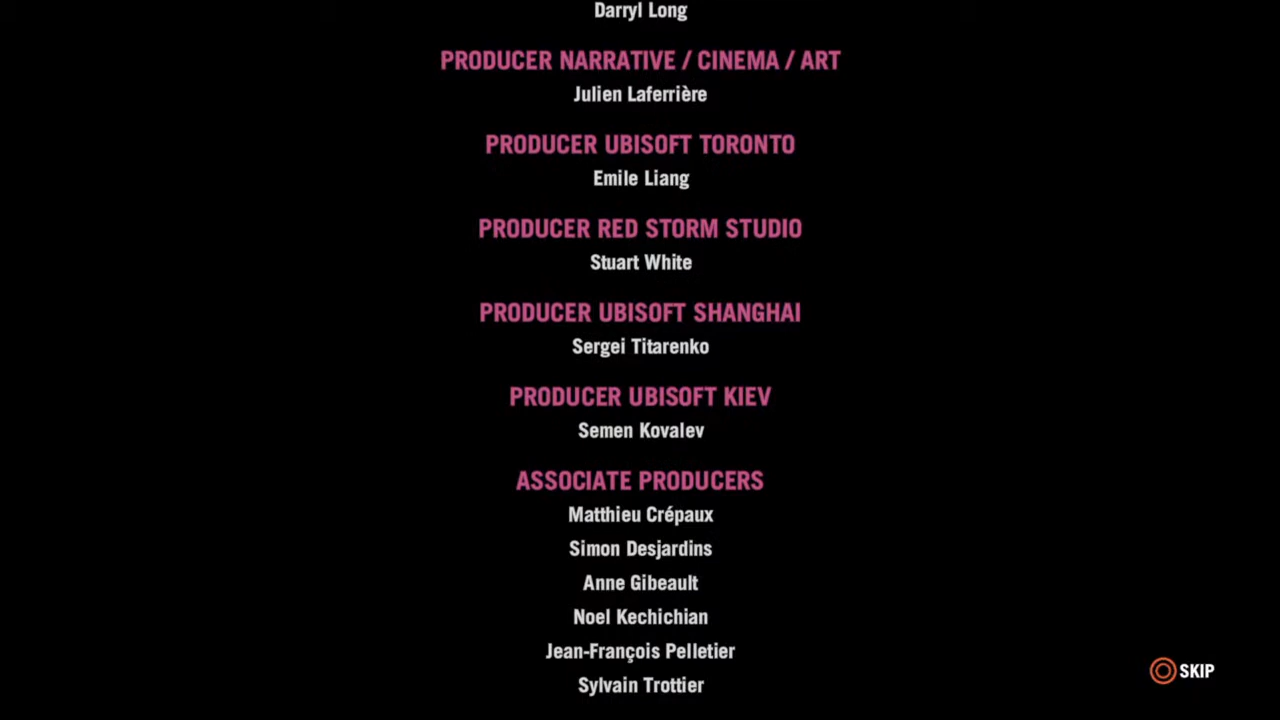 Darryl Long
PRODUCER NARRATIVE / CINEMA / ART
Julien Laferrière
PRODUCER UBISOFT TORONTO
Emile Liang
PRODUCER RED STORM STUDIO
Stuart White
PRODUCER UBISOFT SHANGHAI
Sergei Titarenko
PRODUCER UBISOFT KIEV
Semen Kovalev
ASSOCIATE PRODUCERS
Matthieu Crépaux
Simon Desjardins
Anne Gibeault
Noel Kechichian
Jean-François Pelletier
Sylvain Trottier
SKIP